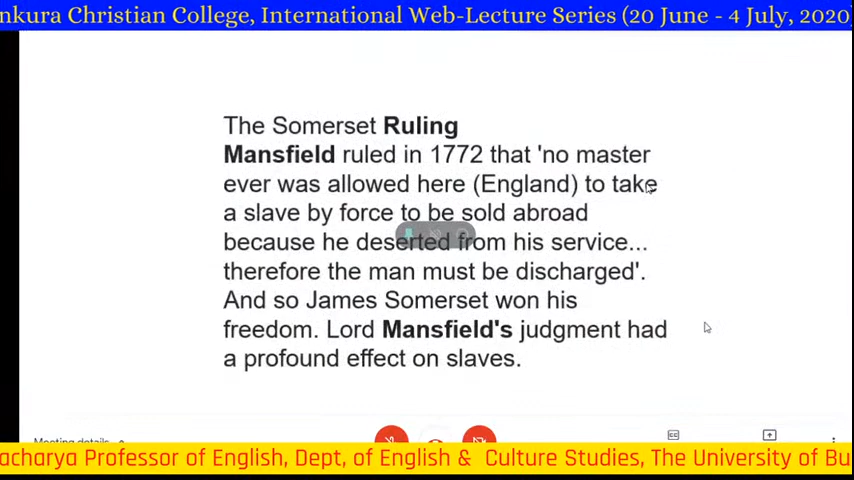 nkura Christian College, International Web-Lecture Series (20 June - 4 July, 2020)
The Somerset Ruling
Mansfield ruled in 1772 that 'no master
ever was allowed here (England) to take
a slave by force to be sold abroad
because he deserted from his service...
therefore the man must be discharged'.
And so James Somerset won his
freedom. Lord Mansfield's judgment had
a profound effect on slaves.
Meeting details
acharya Professor of English, Dept, of English & Culture Studies, The University of Bu